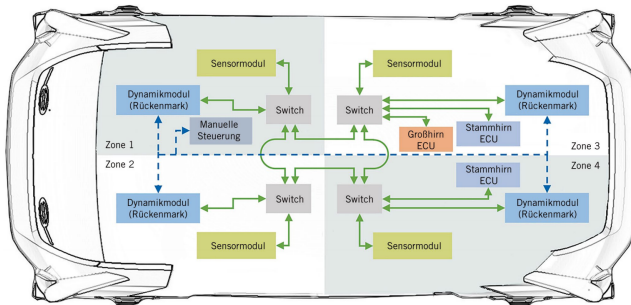 Sensormodul
Sensormodul
Dynamikmodul
(Rückenmark)
Switch
Switch
Dynamikmodul
(Rückenmark)
Manuelle
Steuerung
Großhirn
ECU
Stammhirn
ECU
Zone 1
Zone 3
Zone 2
Zone 4
Stammhirn
ECU
Dynamikmodul
(Rückenmark)
Switch
Switch
Dynamikmodul
(Rückenmark)
Sensormodul
Sensormodul